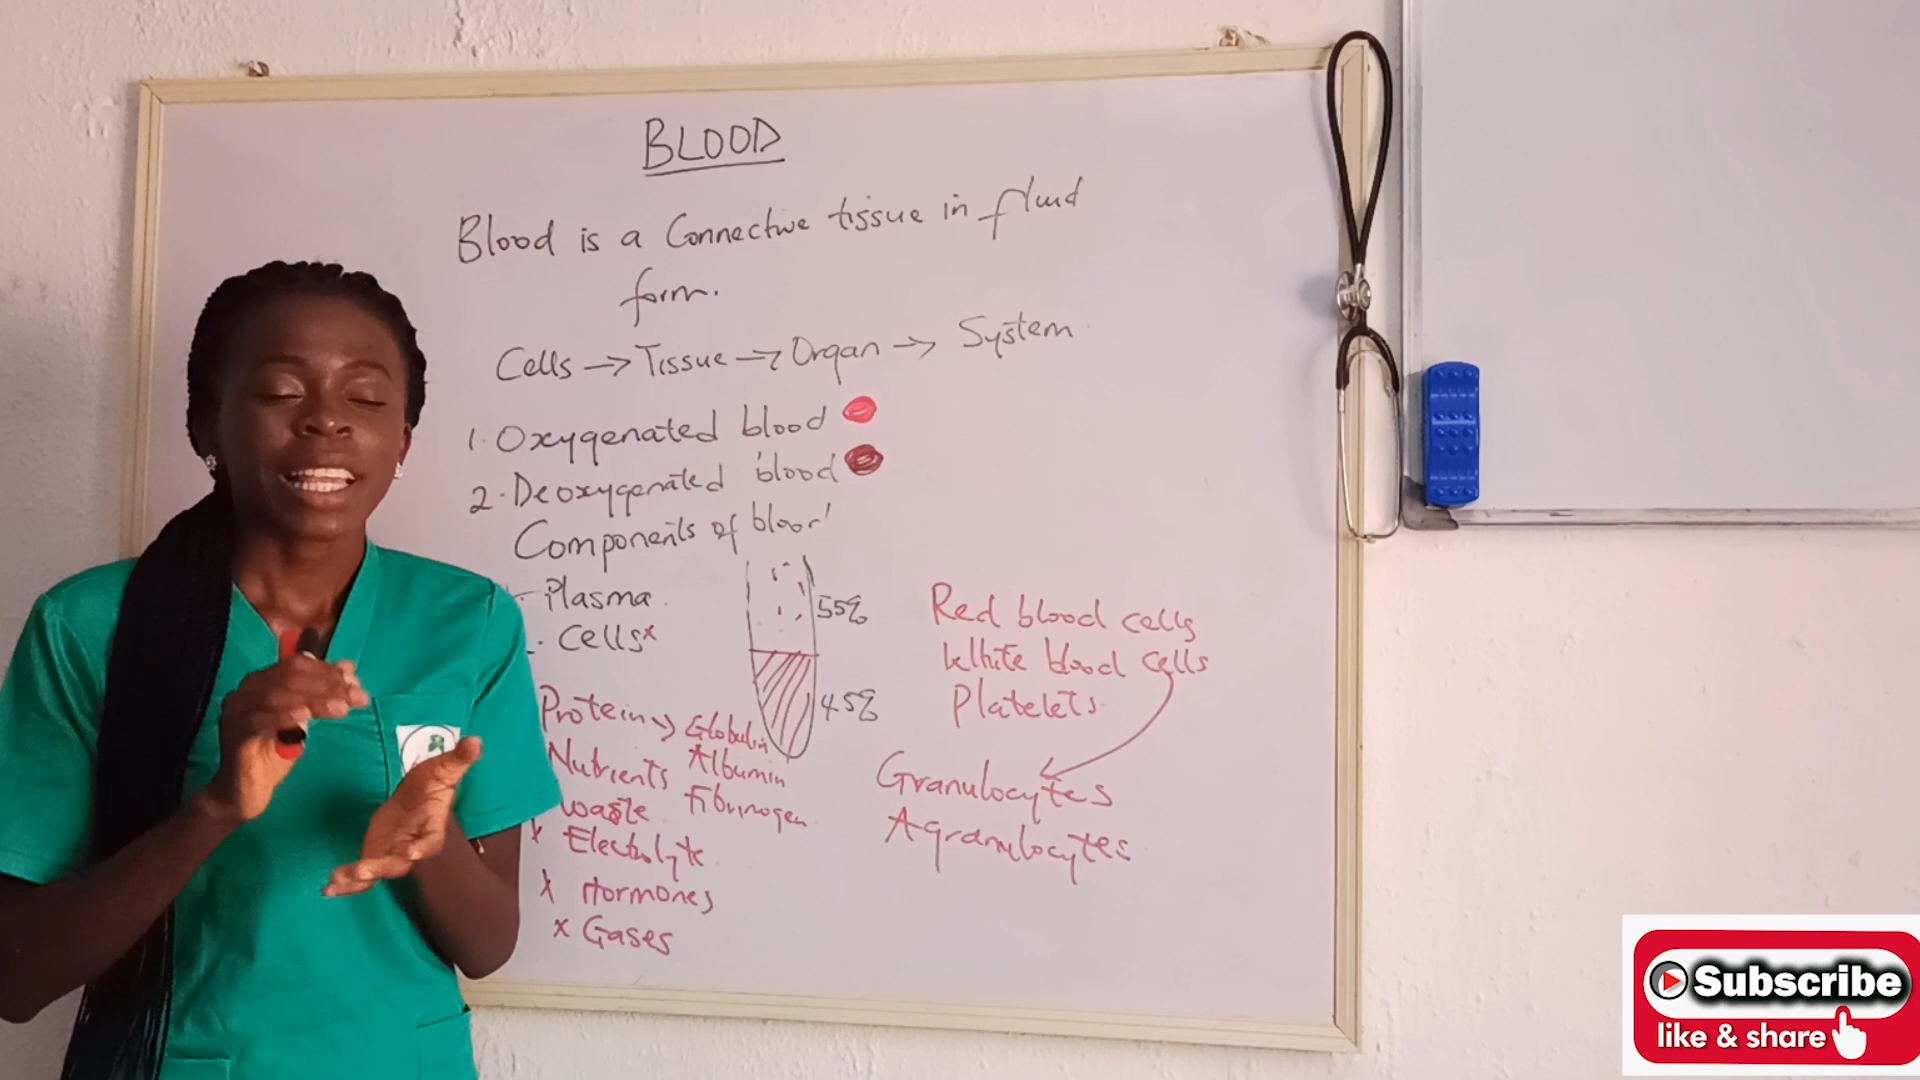 BLOOD
Blood is a Connective tissue in fluid
form.
Cells → Tissue → Organ → System
1. Oxygenated blood
2. Deoxygenated blood
Components of blood
- Plasma
. Cells x
55%
45%
Protein → Globulin
Albumin
Fibrinogen
Nutrients
waste
x Electrolyte
x Hormones
x Gases
Red blood cells
White blood cells
Platelets
Granulocytes
Agranulocytes
Subscribe
like & share